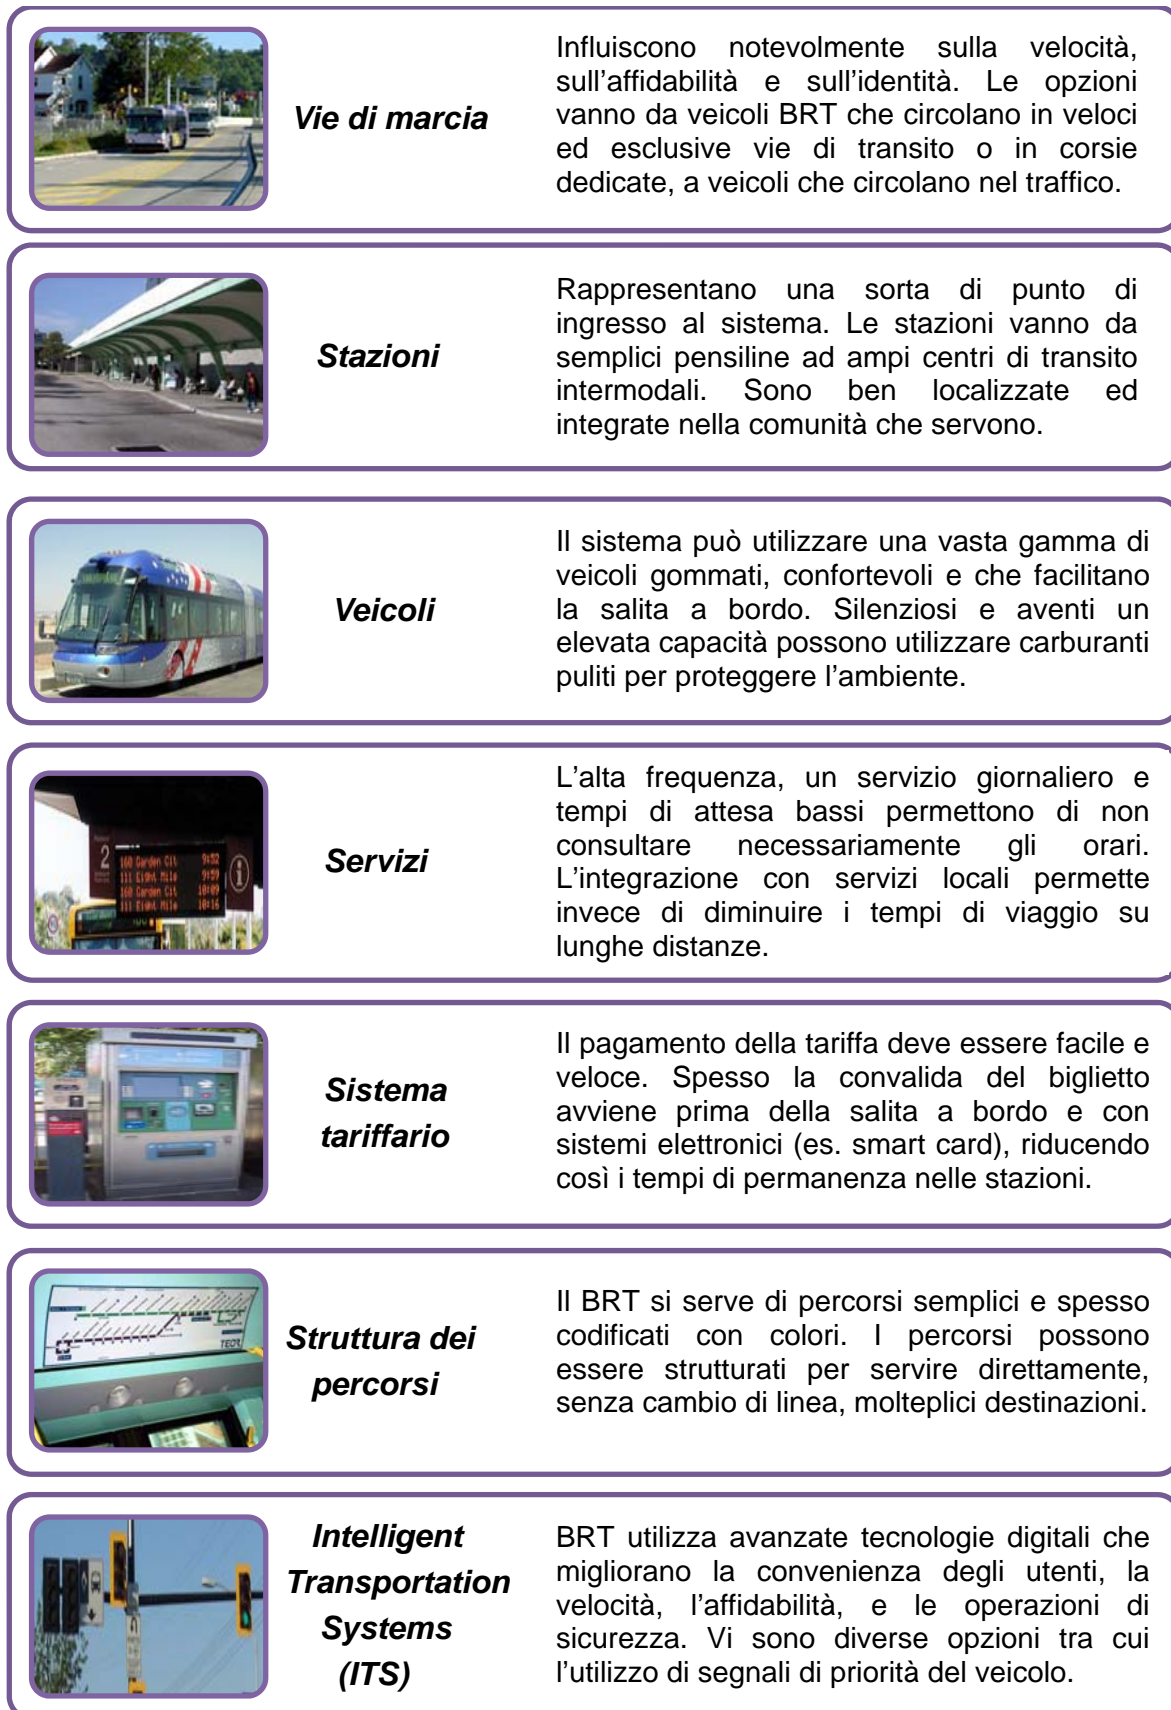 Vie di marcia
Influiscono notevolmente sulla velocità,
sull'affidabilità e sull'identità. Le opzioni
vanno da veicoli BRT che circolano in veloci
ed esclusive vie di transito o in corsie
dedicate, a veicoli che circolano nel traffico.
Stazioni
Rappresentano una sorta di punto di
ingresso al sistema. Le stazioni vanno da
semplici pensiline ad ampi centri di transito
intermodali. Sono ben localizzate ed
integrate nella comunità che servono.
Veicoli
Il sistema può utilizzare una vasta gamma di
veicoli gommati, confortevoli e che facilitano
la salita a bordo. Silenziosi e aventi un
elevata capacità possono utilizzare carburanti
puliti per proteggere l'ambiente.
2
160 Garden Cit 9:52
111 Eight Mile 9:59
160 Garden Cit 10:09
111 Eight Mile 10:16
i
Servizi
L'alta frequenza, un servizio giornaliero e
tempi di attesa bassi permettono di non
consultare necessariamente gli orari.
L'integrazione con servizi locali permette
invece di diminuire i tempi di viaggio su
lunghe distanze.
Sistema
tariffario
Il pagamento della tariffa deve essere facile e
veloce. Spesso la convalida del biglietto
avviene prima della salita a bordo e con
sistemi elettronici (es. smart card), riducendo
così i tempi di permanenza nelle stazioni.
TEOR
Struttura dei
percorsi
Il BRT si serve di percorsi semplici e spesso
codificati con colori. I percorsi possono
essere strutturati per servire direttamente,
senza cambio di linea, molteplici destinazioni.
Intelligent
Transportation
Systems
(ITS)
BRT utilizza avanzate tecnologie digitali che
migliorano la convenienza degli utenti, la
velocità, l'affidabilità, e le operazioni di
sicurezza. Vi sono diverse opzioni tra cui
l'utilizzo di segnali di priorità del veicolo.